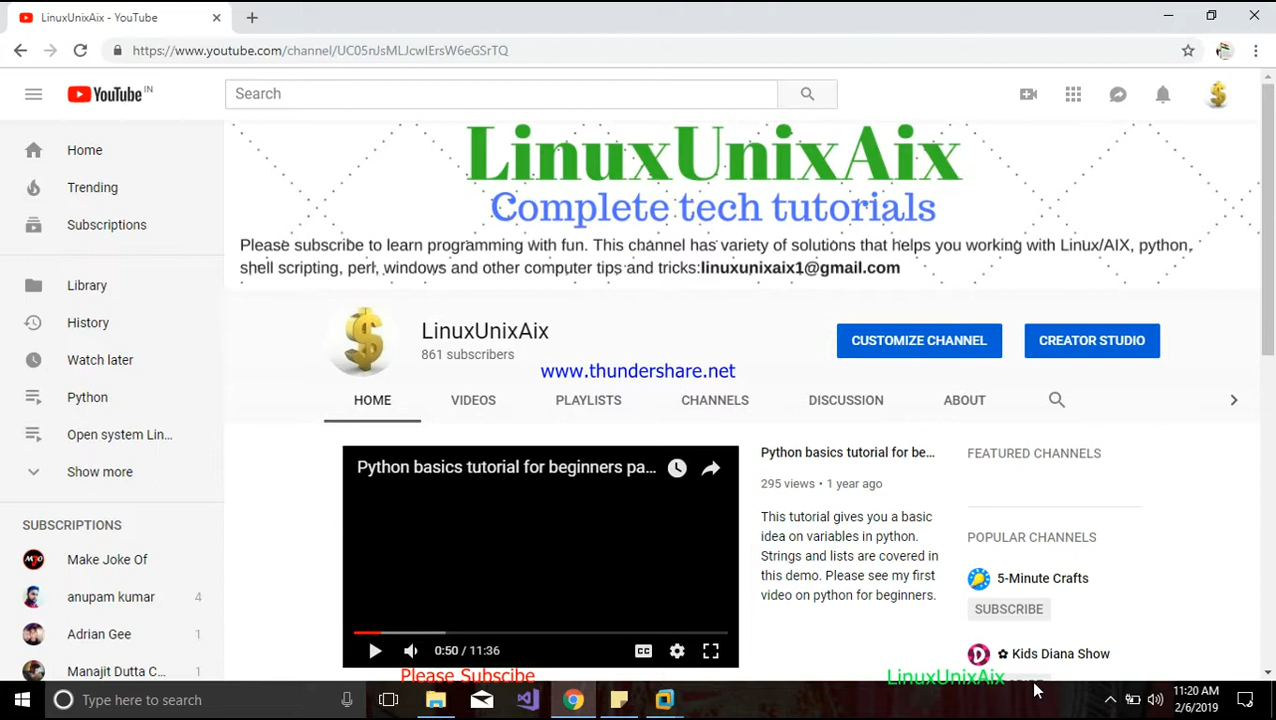 LinuxUnixAix - YouTube
https://www.youtube.com/channel/UC05nJsMLJcwIErsW6eGSrTQ
YouTube IN
Search
Home
Trending
Subscriptions
Library
History
Watch later
Python
Open system Lin...
Show more
SUBSCRIPTIONS
Make Joke Of
anupam kumar 4
Adrian Gee 1
Manajit Dutta C... 1
LinuxUnixAix
Complete tech tutorials
Please subscribe to learn programming with fun. This channel has variety of solutions that helps you working with Linux/AIX, python,
shell scripting, perl, windows and other computer tips and tricks:linuxunixaix1@gmail.com
LinuxUnixAix
861 subscribers
CUSTOMIZE CHANNEL
CREATOR STUDIO
www.thundershare.net
HOME VIDEOS PLAYLISTS CHANNELS DISCUSSION ABOUT
Python basics tutorial for beginners pa...
0:50 / 11:36
CC
Python basics tutorial for be...
295 views • 1 year ago
This tutorial gives you a basic
idea on variables in python.
Strings and lists are covered in
this demo. Please see my first
video on python for beginners.
FEATURED CHANNELS
POPULAR CHANNELS
5-Minute Crafts
SUBSCRIBE
✿ Kids Diana Show
Please Subscibe
LinuxUnixAix
Type here to search
11:20 AM
2/6/2019